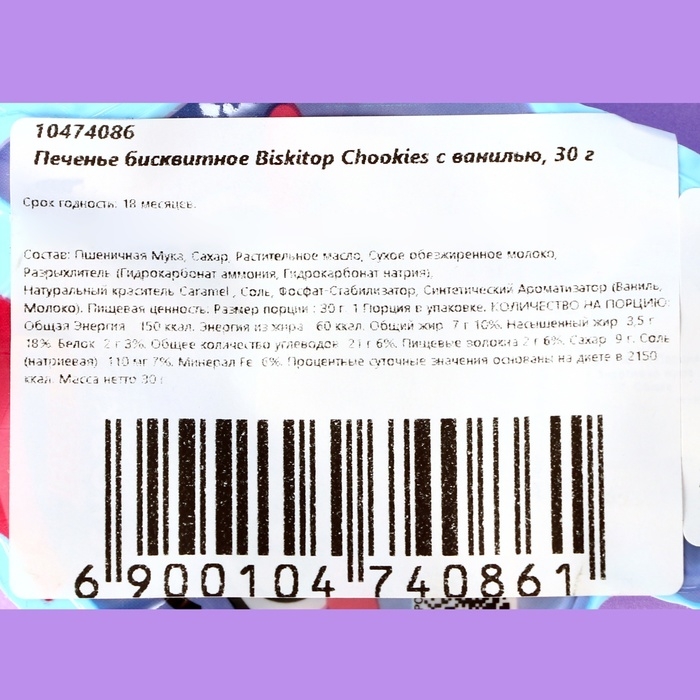 10474086
Печенье бисквитное Biskitop Chookies с ванилью, 30 г
Срок годности: 18 месяцев.
Состав: Пшеничная Мука, Сахар, Растительное масло, Сухое обезжиренное молоко,
Разрыхлитель (Гидрокарбонат аммония, Гидрокарбонат натрия),
Натуральный краситель Caramel , Соль, Фосфат-Стабилизатор, Синтетический Ароматизатор (Ваниль,
Молоко). Пищевая ценность. Размер порции : 30 г. 1 Порция в упаковке. КОЛИЧЕСТВО НА ПОРЦИЮ:
Общая Энергия 150 ккал. Энергия из жира 60 ккал. Общий жир 7 г 10%. Насыщенный жир 3,5 г
18%. Белок 2 г 3%. Общее количество углеводов 21 г 6%. Пищевые волокна 2 г 6%. Сахар 9 г. Соль
(натриевая) 110 мг 7%. Минерал Fe 6%. Процентные суточные значения основаны на диете в 2150
ккал. Масса нетто 30 г
6 900104 740861